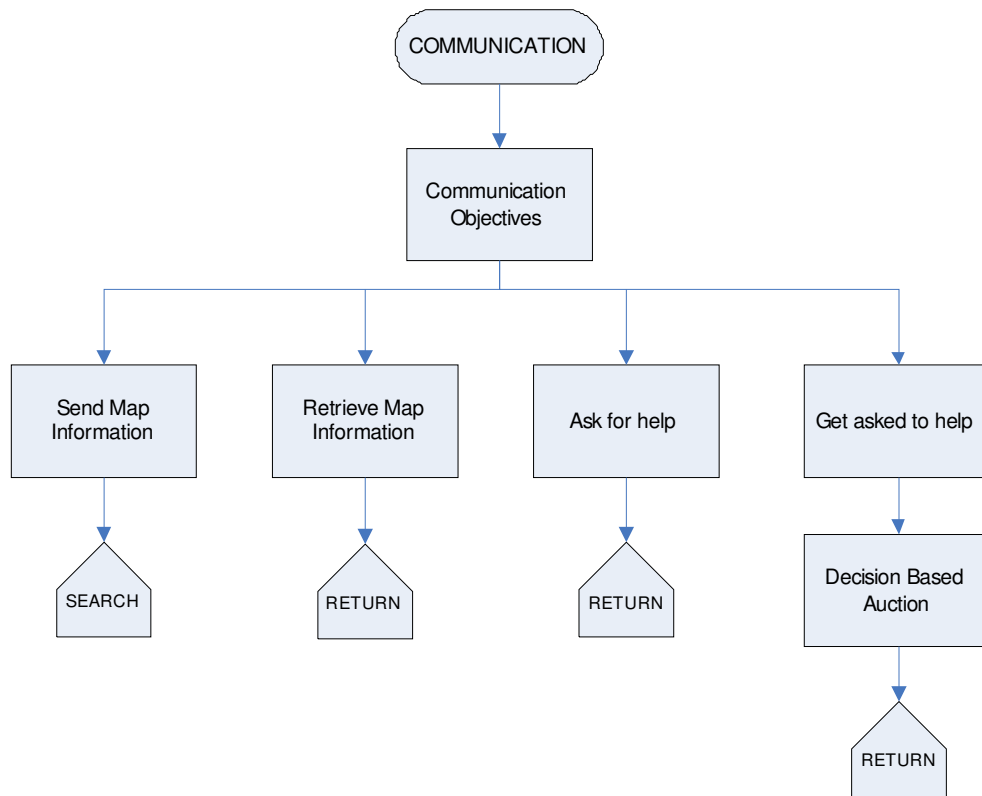 COMMUNICATION
Communication
Objectives
Send Map
Information
Retrieve Map
Information
Ask for help
Get asked to help
SEARCH
RETURN
RETURN
Decision Based
Auction
RETURN